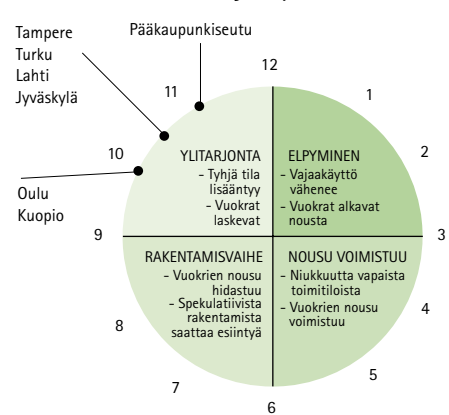 Tampere
Turku
Lahti
Jyväskylä
Pääkaupunkiseutu
12
11
1
10
2
Oulu
Kuopio
YLITARJONTA
- Tyhjä tila
lisääntyy
- Vuokrat
laskevat
ELPYMINEN
- Vajaakäyttö
vähenee
- Vuokrat alkavat
nousta
9
3
RAKENTAMISVAIHE
- Vuokrien nousu
hidastuu
- Spekulatiivista
rakentamista
saattaa esiintyä
NOUSU VOIMISTUU
- Niukkuutta vapaista
toimitiloista
- Vuokrien nousu
voimistuu
8
4
7
5
6